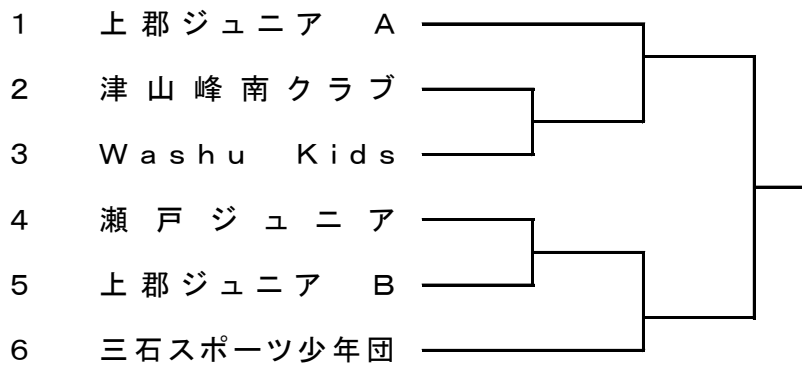 1 上郡ジュニア A
2 津山峰南クラブ
3 Washu Kids
4 瀬戸ジュニア
5 上郡ジュニア B
6 三石スポーツ少年団